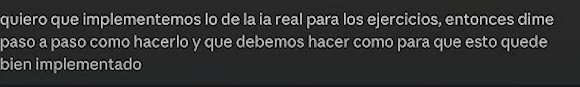 quiero que implementemos lo de la ia real para los ejercicios, entonces dime
paso a paso como hacerlo y que debemos hacer como para que esto quede
bien implementado